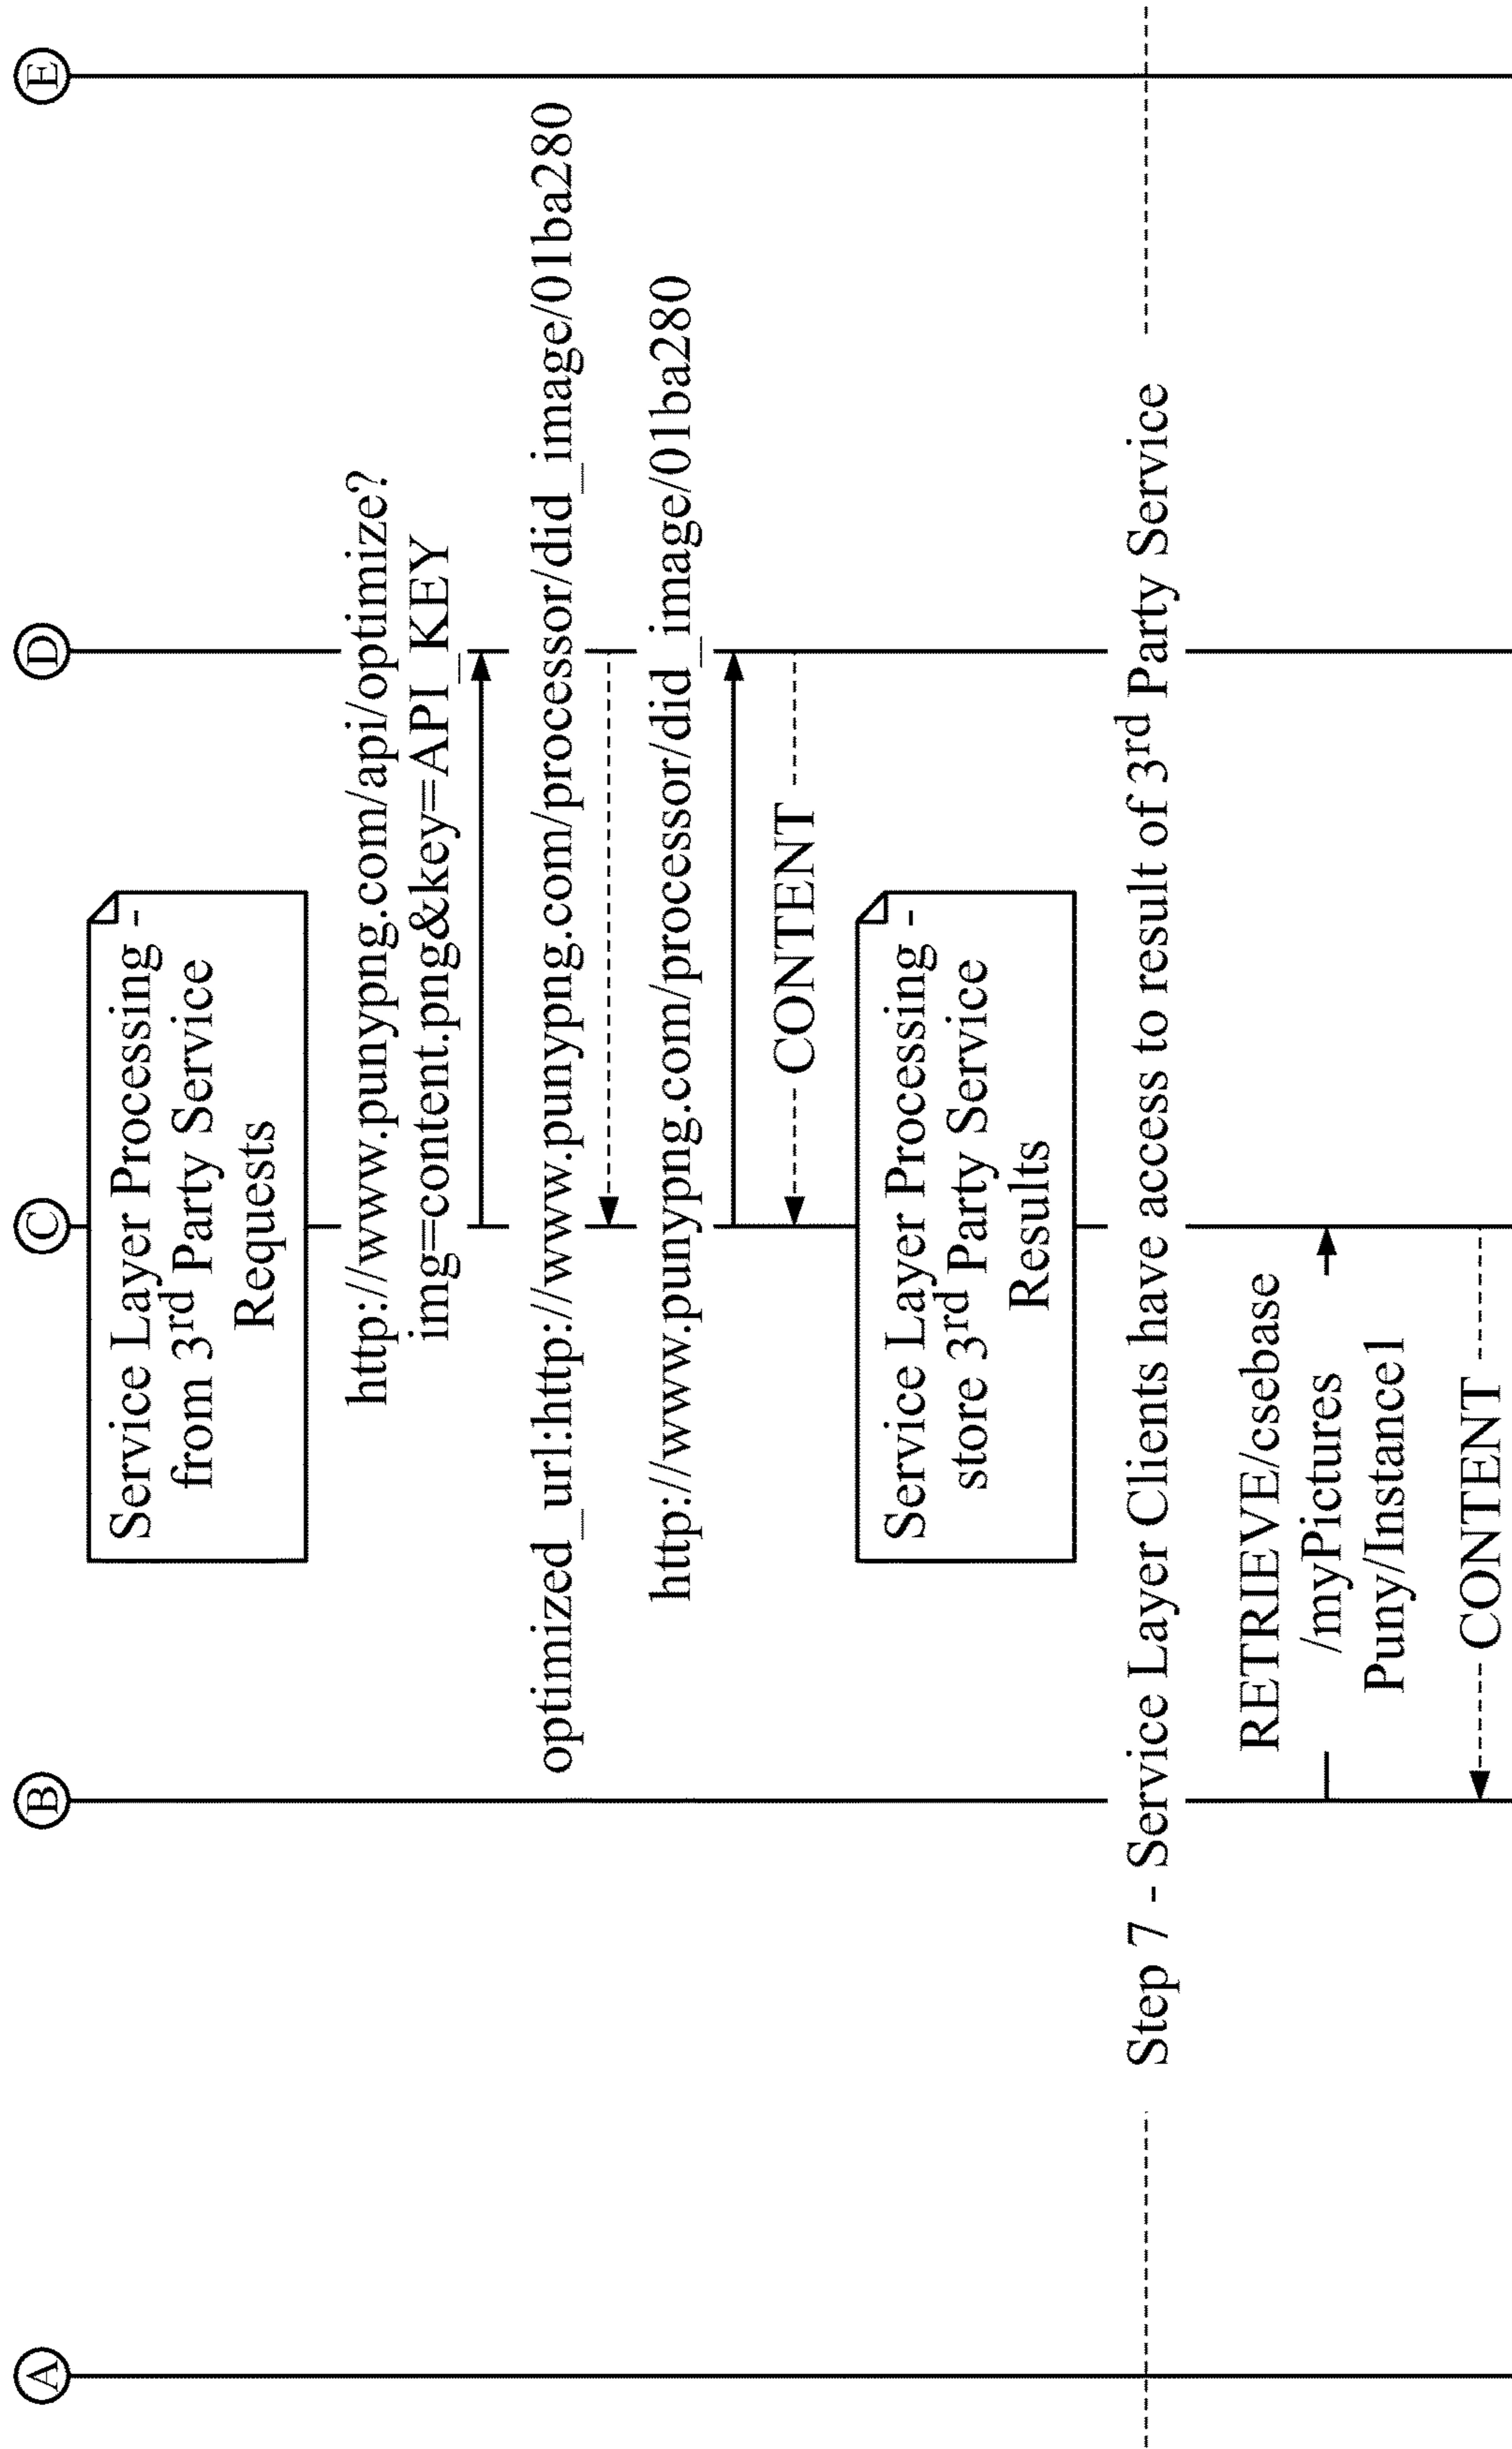 A
B
C
D
E
Service Layer Processing -
from 3rd Party Service
Requests
http://www.punypng.com/api/optimize?
img=content.png&key=API_KEY
optimized_url:http://www.punypng.com/processor/did_image/01ba280
http://www.punypng.com/processor/did_image/01ba280
CONTENT
Service Layer Processing -
store 3rd Party Service
Results
Step 7 - Service Layer Clients have access to result of 3rd Party Service
RETRIEVE/csebase
/myPictures
Puny/Instance1
CONTENT